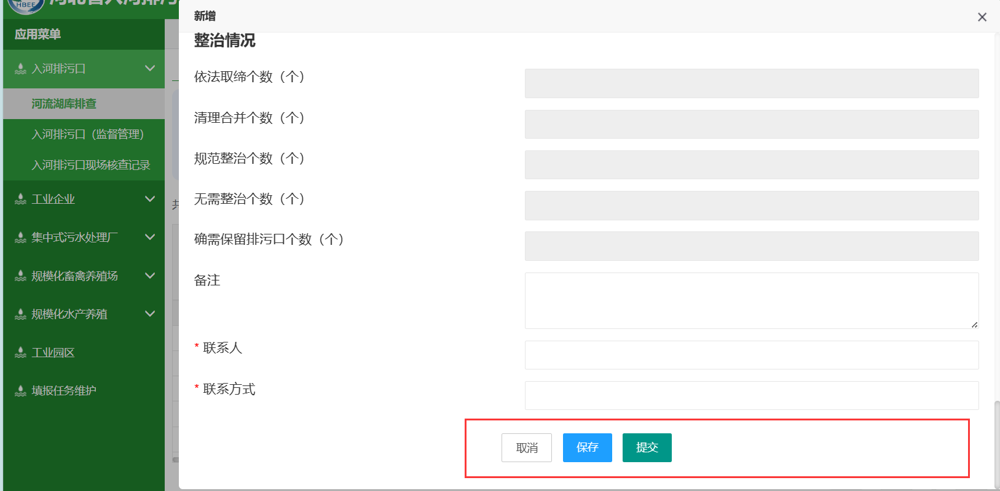 HBEE
新增
应用菜单
整治情况
入河排污口
依法取缔个数（个）
河流湖库排查
清理合并个数（个）
入河排污口（监督管理）
规范整治个数（个）
入河排污口现场核查记录
工业企业
无需整治个数（个）
共
集中式污水处理厂
确需保留排污口个数（个）
规模化畜禽养殖场
备注
规模化水产养殖
工业园区
* 联系人
填报任务维护
* 联系方式
取消 保存 提交